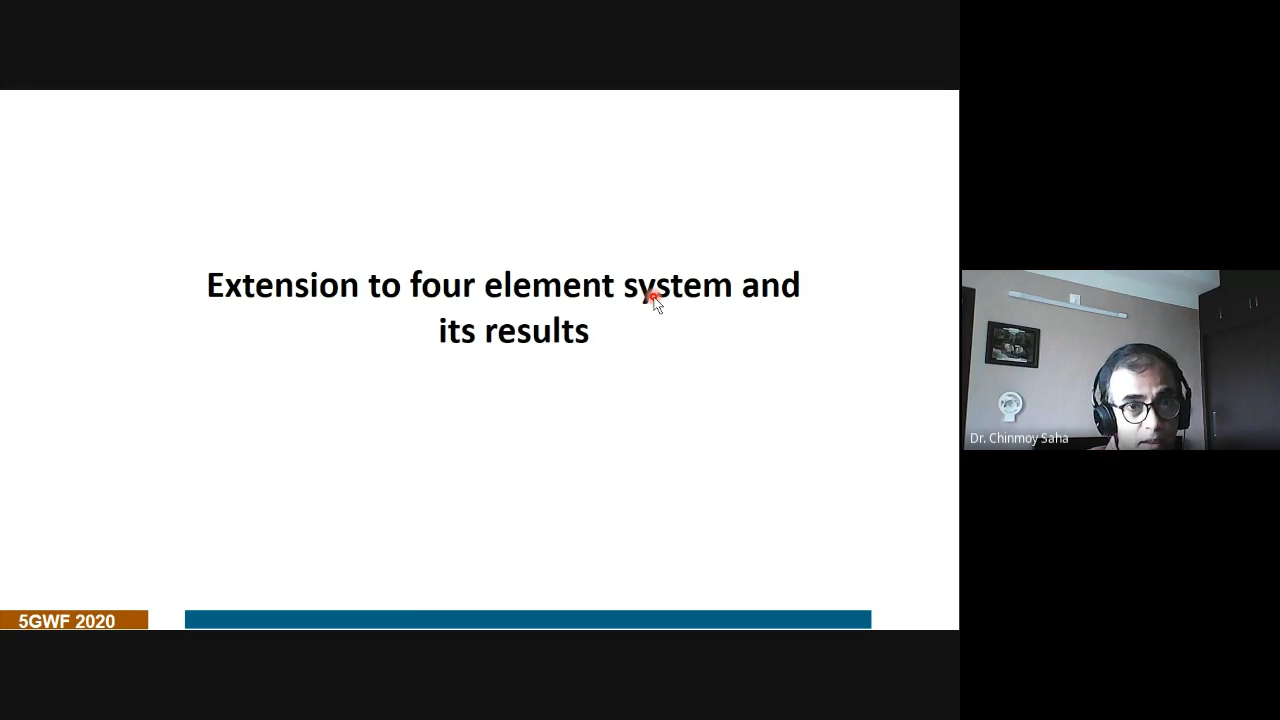 Extension to four element system and
its results
5GWF 2020
Dr. Chinmoy Saha